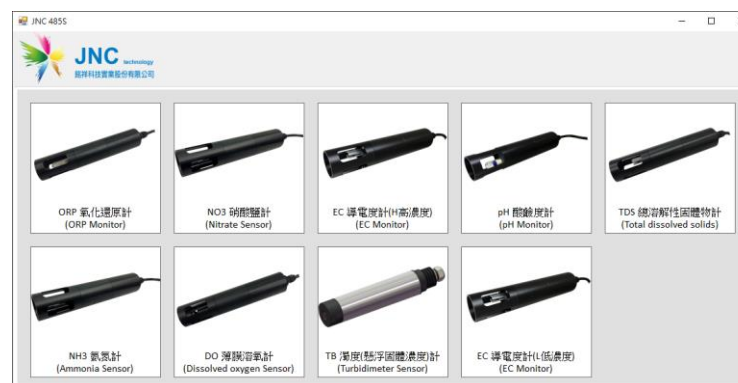 JNC 485S
JNC technology
銘祥科技實業股份有限公司
ORP 氧化還原計
(ORP Monitor)
NO3 硝酸鹽計
(Nitrate Sensor)
EC 導電度計(H高濃度)
(EC Monitor)
pH 酸鹼度計
(pH Monitor)
TDS 總溶解性固體物計
(Total dissolved solids)
NH3 氨氮計
(Ammonia Sensor)
DO 薄膜溶氧計
(Dissolved oxygen Sensor)
TB 濁度(懸浮固體濃度)計
(Turbidimeter Sensor)
EC 導電度計(L低濃度)
(EC Monitor)